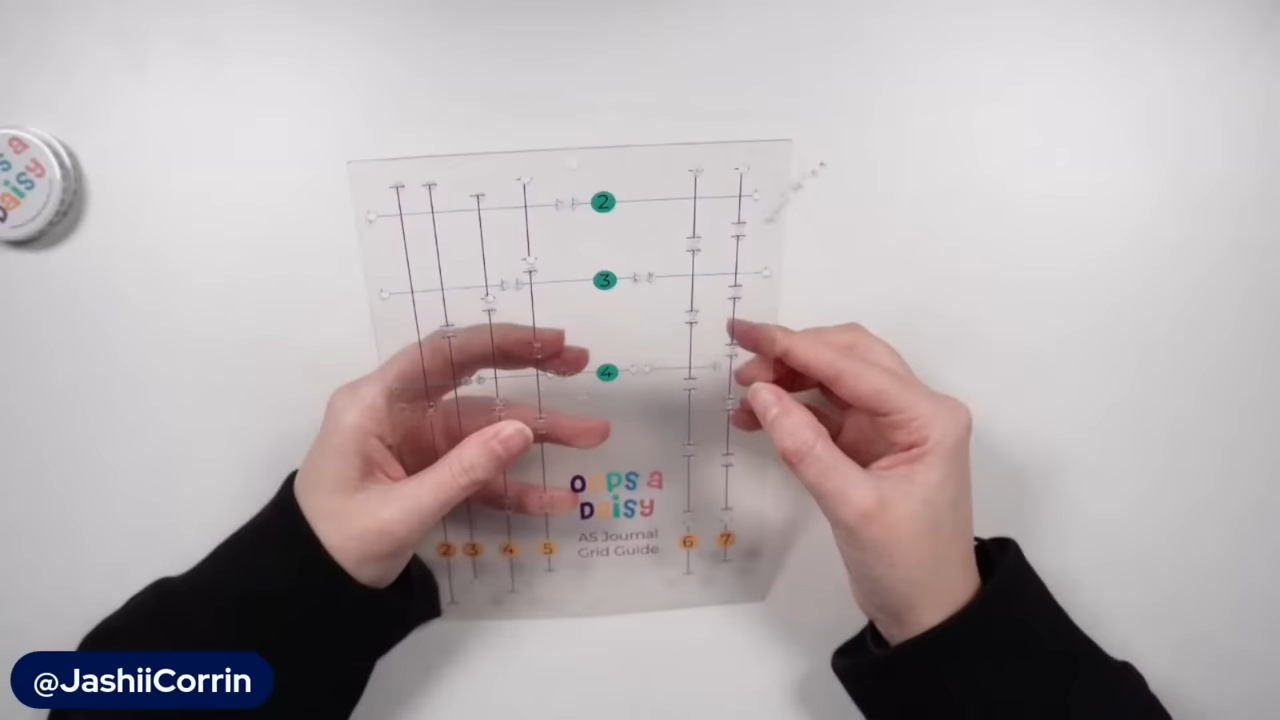 2
3
4
OOPS a
Daisy
A5 Journal
Grid Guide
2 3 4 5 6 7
@JashiiCorrin